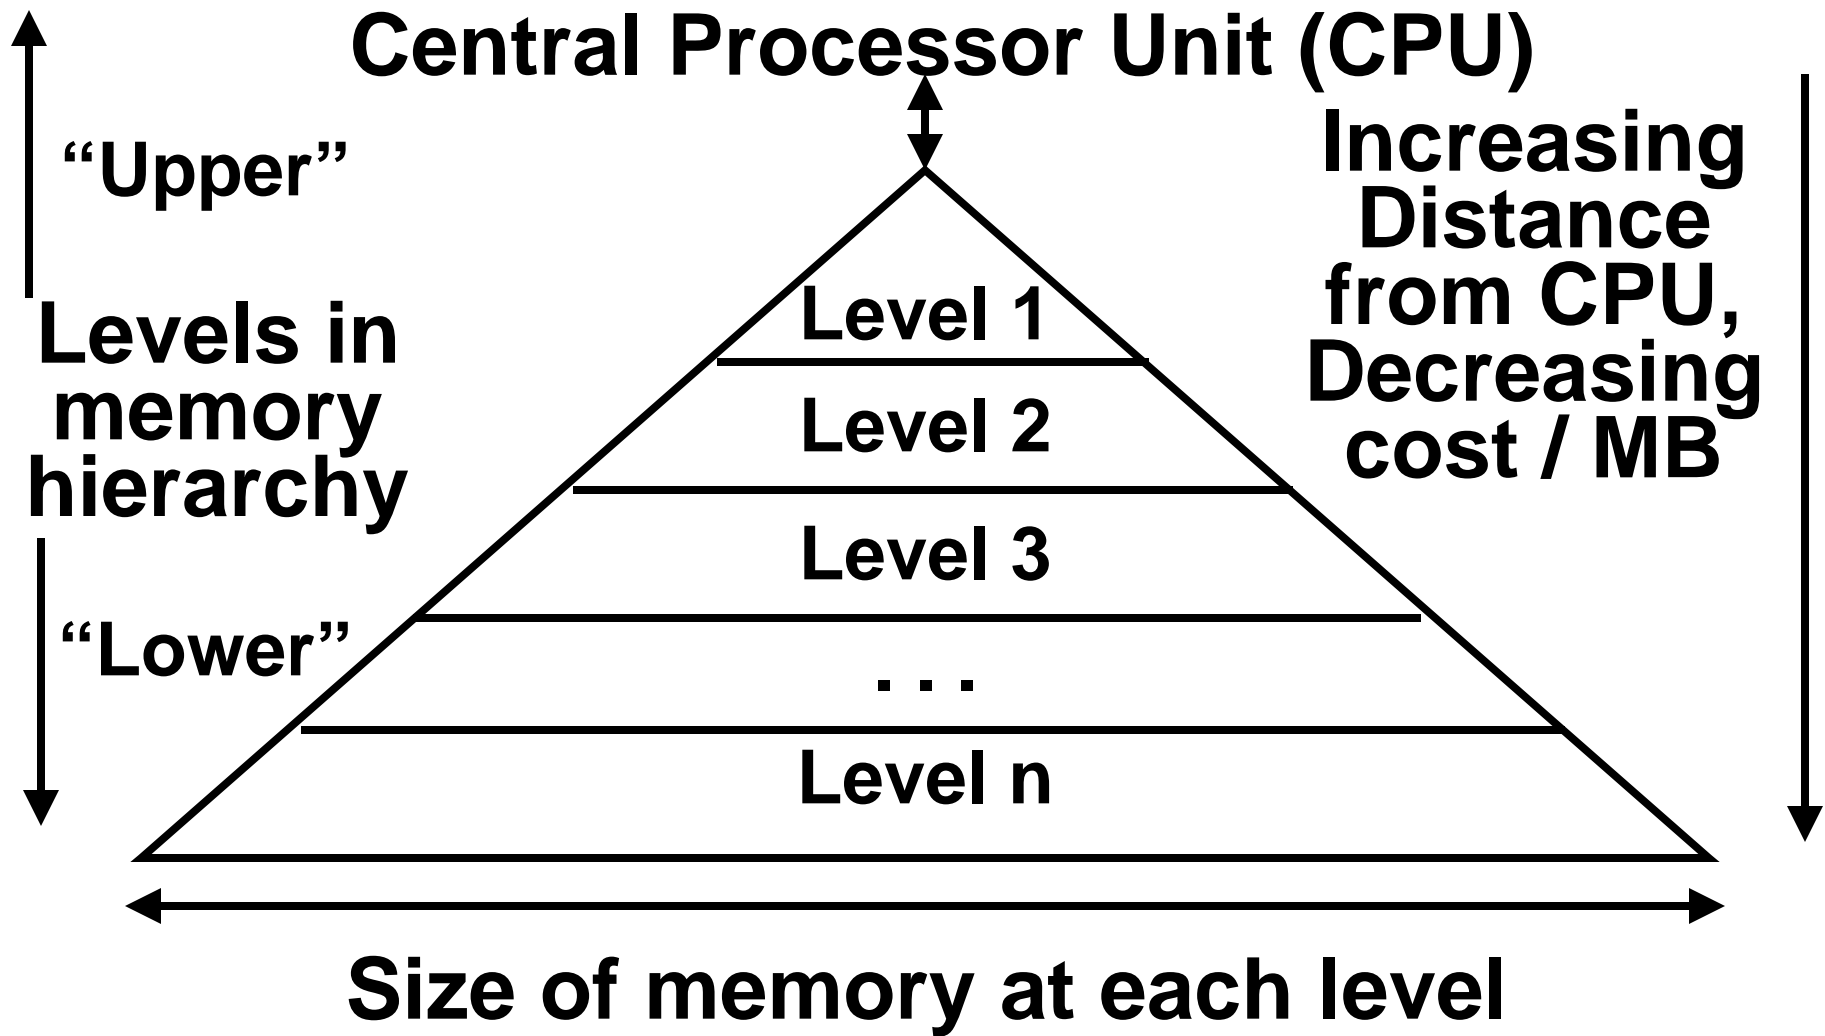 Central Processor Unit (CPU)
“Upper”
Levels in
memory
hierarchy
“Lower”
Increasing
Distance
from CPU,
Decreasing
cost / MB
Level 1
Level 2
Level 3
. . .
Level n
Size of memory at each level